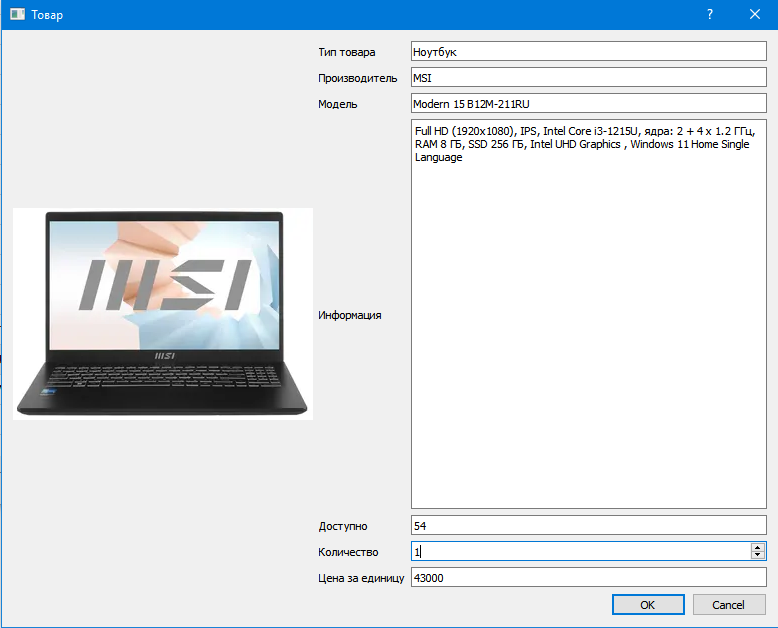 Товар
?
Тип товара
Ноутбук
Производитель
MSI
Модель
Modern 15 B12M-211RU
Full HD (1920x1080), IPS, Intel Core i3-1215U, ядра: 2 + 4 х 1.2 ГГц,
RAM 8 ГБ, SSD 256 ГБ, Intel UHD Graphics , Windows 11 Home Single
Language
Информация
MSI
MSI
Доступно
54
Количество
1
Цена за единицу
43000
OK
Cancel